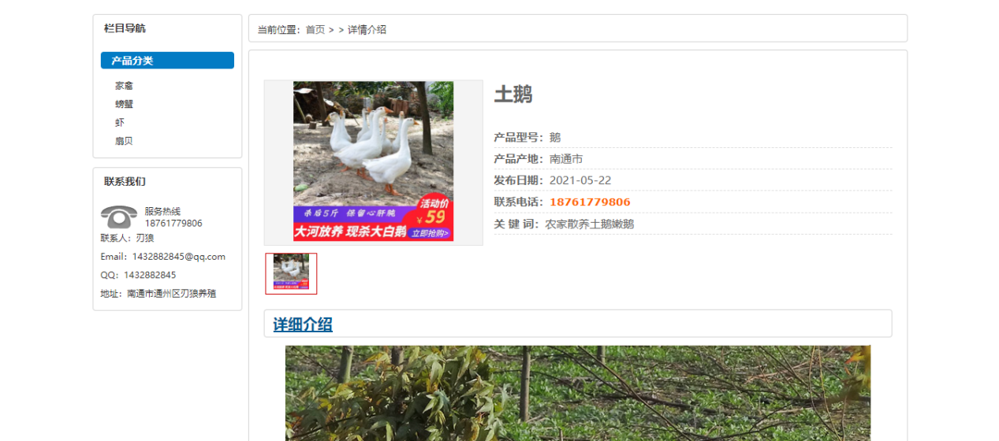 栏目导航
产品分类
家禽
螃蟹
虾
扇贝
联系我们
服务热线
18761779806
联系人：刃狼
Email：1432882845@qq.com
QQ：1432882845
地址：南通市通州区刃狼养殖
当前位置：首页 > > 详情介绍
活动价
杀后5斤 保留心肝肫
¥59
大河放养 现杀大白鹅
立即抢购>
土鹅
产品型号：鹅
产品产地：南通市
发布日期：2021-05-22
联系电话：18761779806
关 键 词：农家散养土鹅嫩鹅
详细介绍